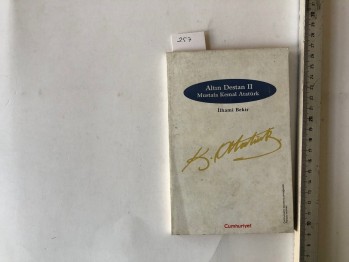 257
Altın Destan II
Mustafa Kemal Atatürk
İlhami Bekir
K. Atatürk
Cumhuriyet